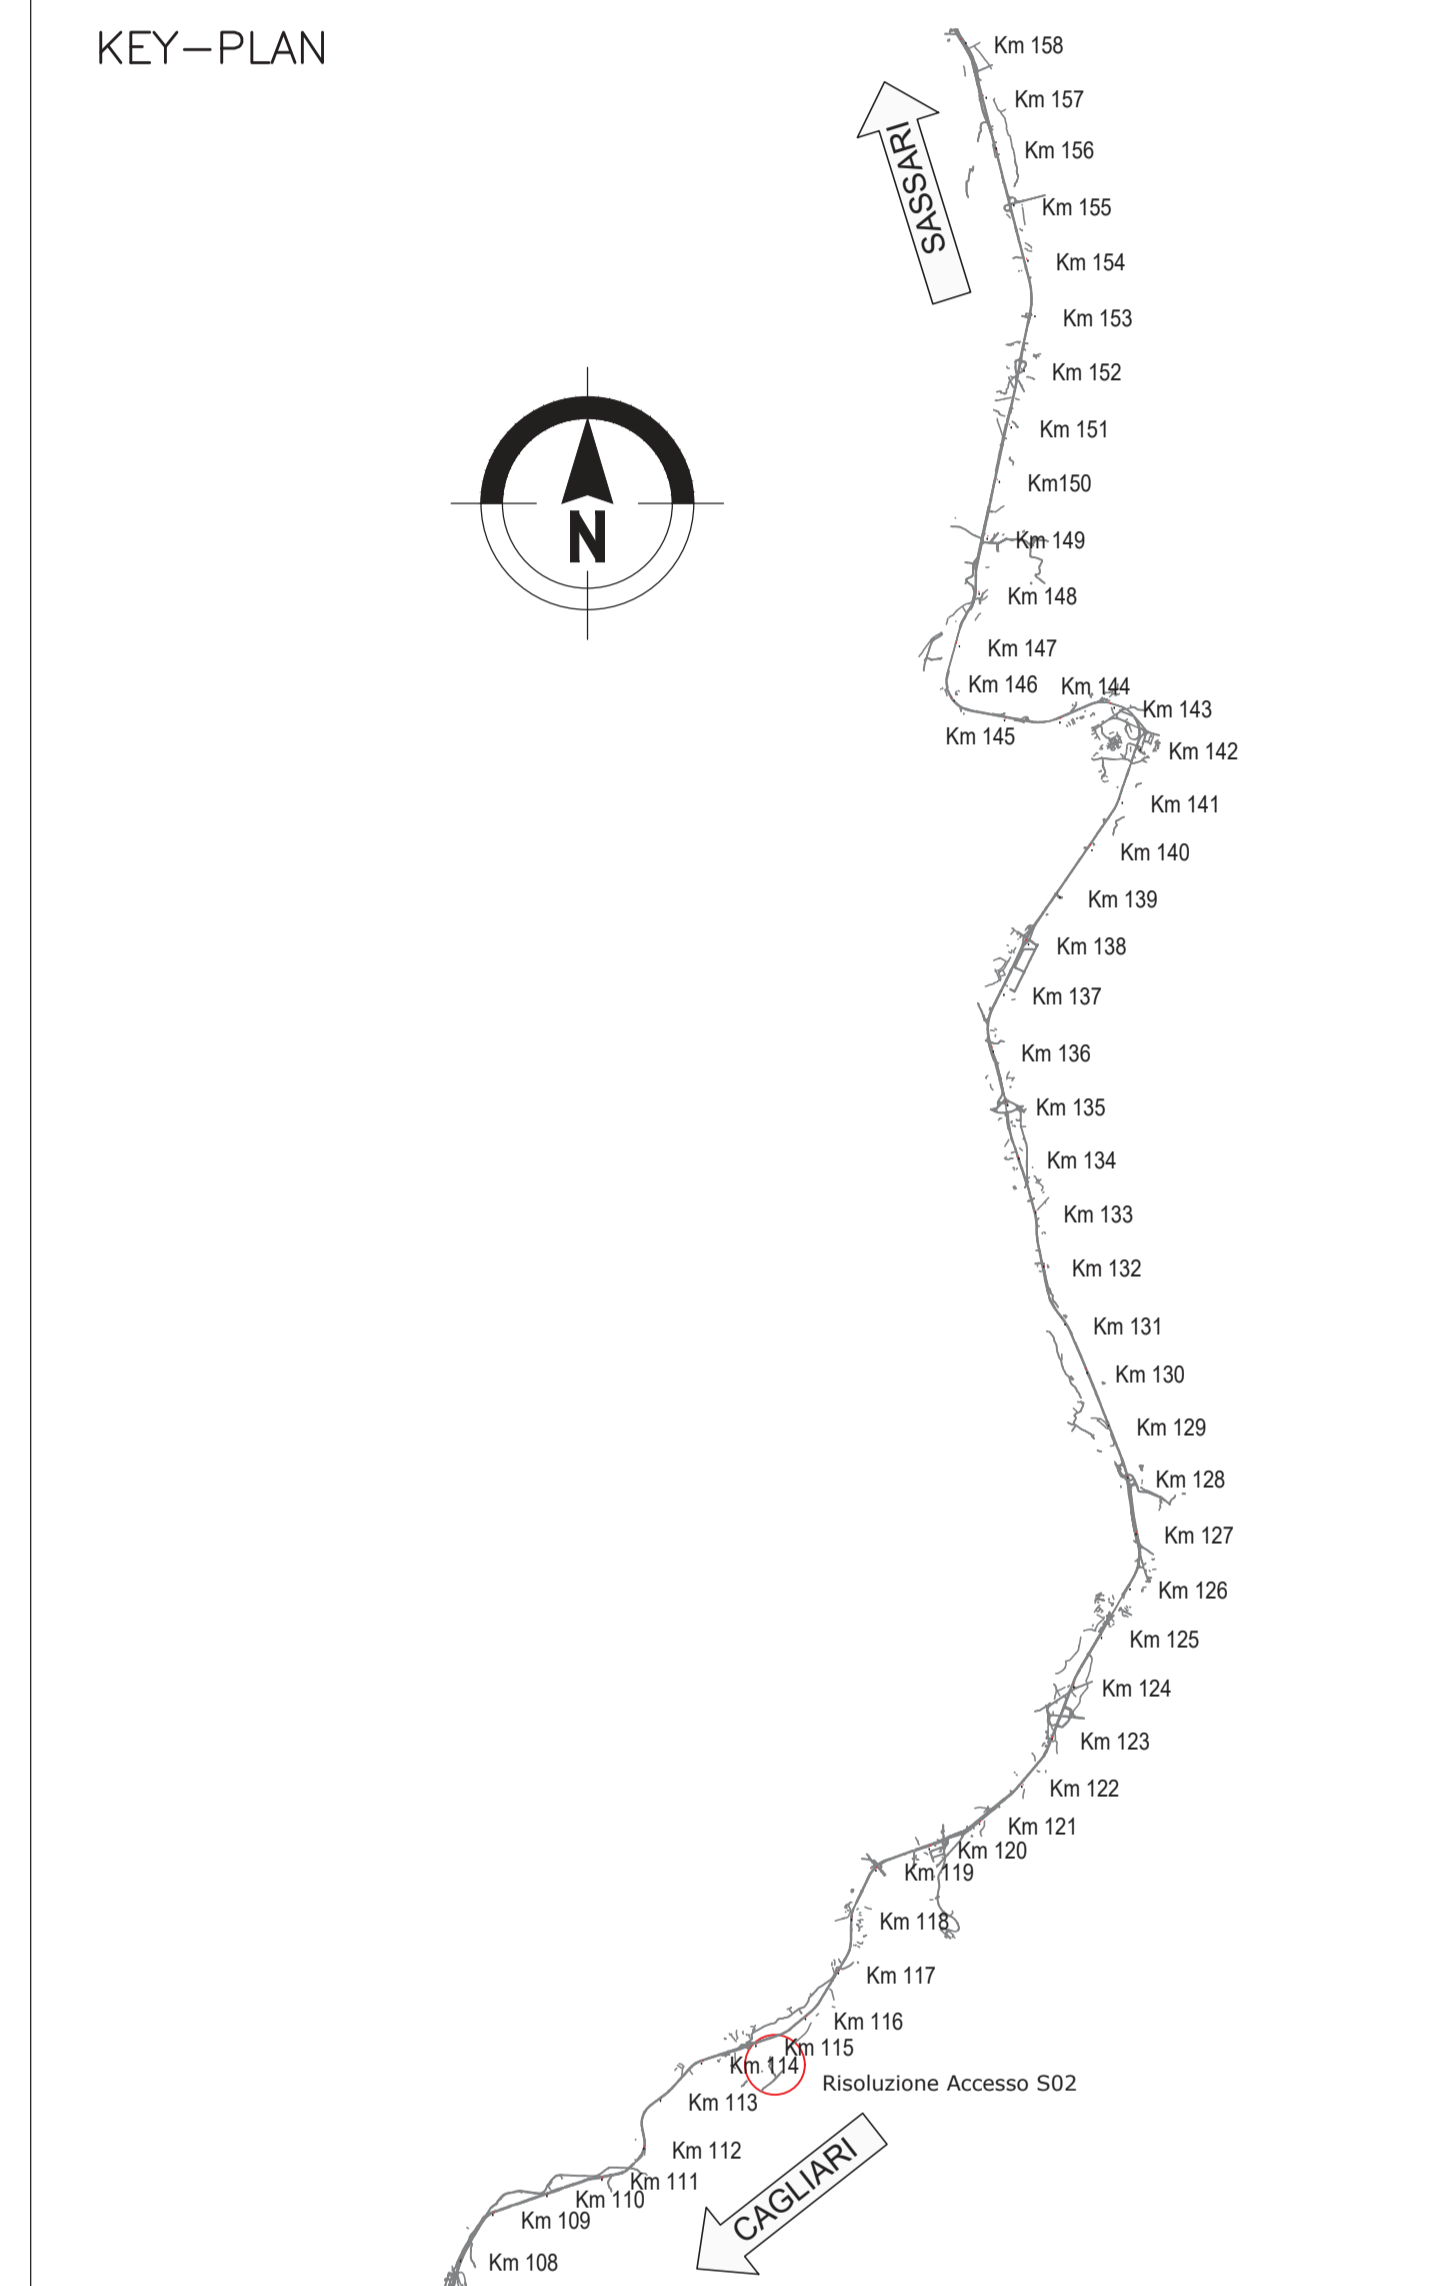 KEY-PLAN
Km 158
Km 157
SASSARI
Km 156
Km 155
Km 154
Km 153
Km 152
Km 151
Km150
N
Km 149
Km 148
Km 147
Km 146
Km 144
Km 143
Km 145
Km 142
Km 141
Km 140
Km 139
Km 138
Km 137
Km 136
Km 135
Km 134
Km 133
Km 132
Km 131
Km 130
Km 129
Km 128
Km 127
Km 126
Km 125
Km 124
Km 123
Km 122
Km 121
Km 120
Km 119
Km 118
Km 117
Km 116
Km 115
Km 114
Risoluzione Accesso S02
Km 113
Km 112
CAGLIARI
Km 111
Km 110
Km 109
Km 108